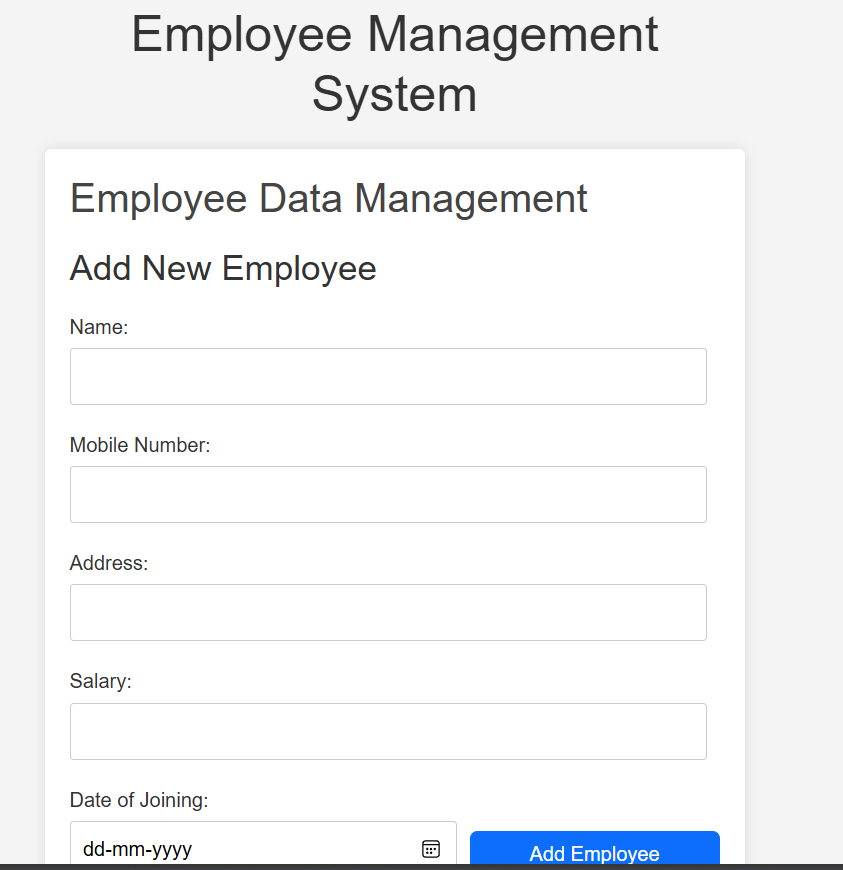 Employee Management
System
Employee Data Management
Add New Employee
Name:
Mobile Number:
Address:
Salary:
Date of Joining:
dd-mm-yyyy
Add Employee